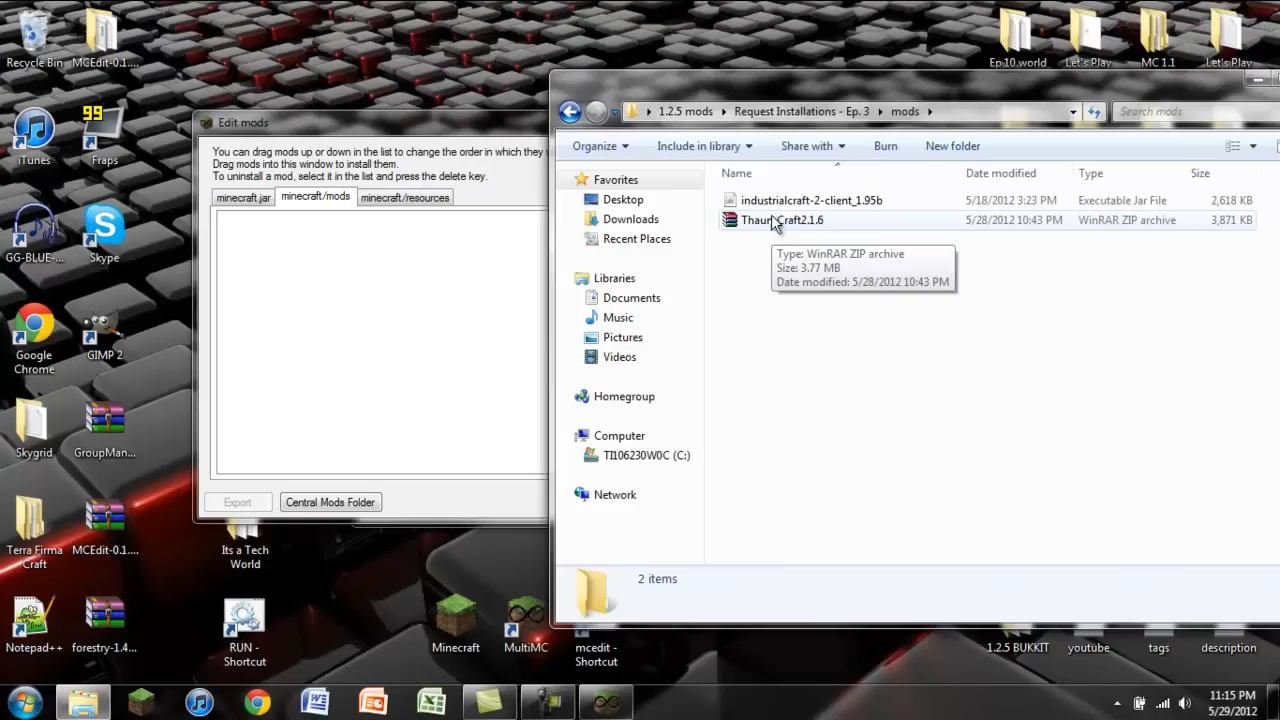 Recycle Bin
MCEdit-0.1....
Ep 10 world
Let's Play
MC 1.1
Let's Play
99
iTunes
Fraps
GG-BLUE-...
Skype
Google Chrome
GIMP 2
Skygrid
GroupMan...
Terra Firma Craft
MCEdit-0.1....
Its a Tech World
Notepad++
forestry-1.4...
RUN - Shortcut
Minecraft
MultiMC
mcedit - Shortcut
1.2.5 BUKKIT
youtube
tags
description
Edit mods
You can drag mods up or down in the list to change the order in which they
Drag mods into this window to install them.
To uninstall a mod, select it in the list and press the delete key.
minecraft.jar
minecraft/mods
minecraft/resources
Export
Central Mods Folder
1.2.5 mods
Request Installations - Ep. 3
mods
Search mods
Organize
Include in library
Share with
Burn
New folder
Favorites
Desktop
Downloads
Recent Places
Libraries
Documents
Music
Pictures
Videos
Homegroup
Computer
TI106230W0C (C:)
Network
Name Date modified Type Size
industrialcraft-2-client_1.95b 5/18/2012 3:23 PM Executable Jar File 2,618 KB
ThaumCraft2.1.6 5/28/2012 10:43 PM WinRAR ZIP archive 3,871 KB
Type: WinRAR ZIP archive
Size: 3.77 MB
Date modified: 5/28/2012 10:43 PM
2 items
11:15 PM
5/29/2012